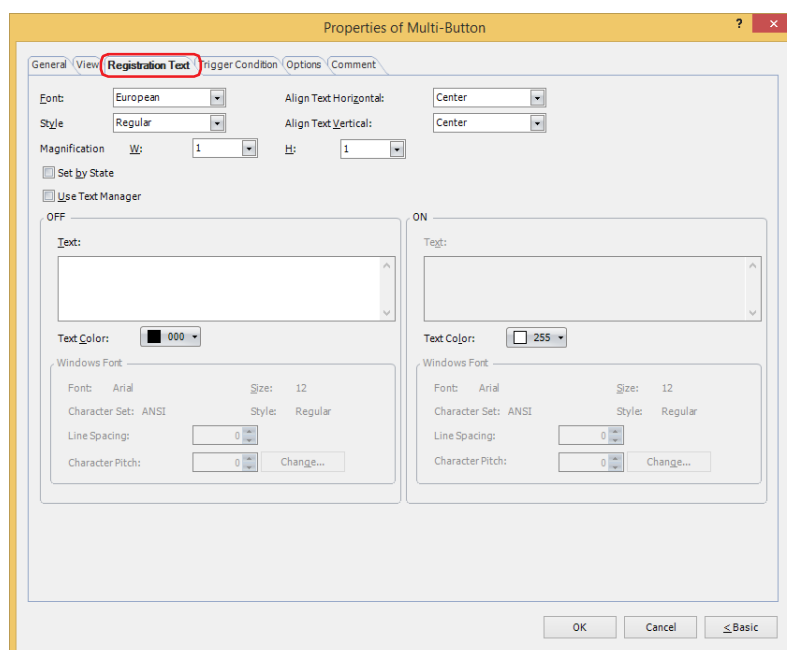 Properties of Multi-Button
?
×
General View Registration Text Trigger Condition Options Comment
Font: European Align Text Horizontal: Center
Style Regular Align Text Vertical: Center
Magnification W: 1 H: 1
Set by State
Use Text Manager
OFF
Text:
Text Color: 000
Windows Font
Font: Arial Size: 12
Character Set: ANSI Style: Regular
Line Spacing: 0
Character Pitch: 0 Change...
ON
Text:
Text Color: 255
Windows Font
Font: Arial Size: 12
Character Set: ANSI Style: Regular
Line Spacing: 0
Character Pitch: 0 Change...
OK Cancel < Basic